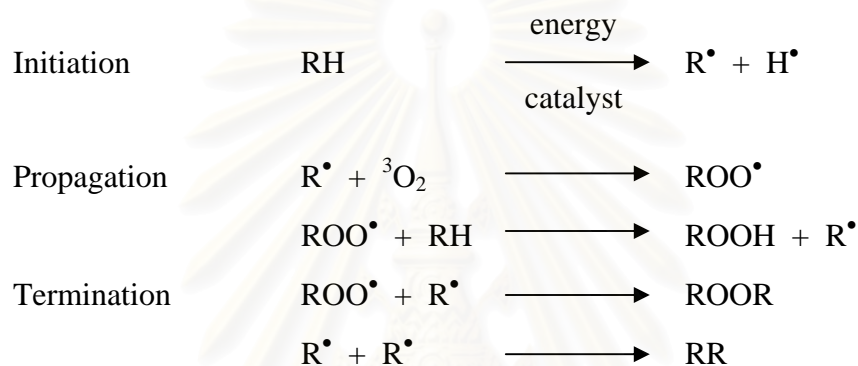 energy
Initiation RH R• + H•
catalyst
Propagation R• + ³O₂ ROO•
ROO• + RH ROOH + R•
Termination ROO• + R• ROOR
R• + R• RR